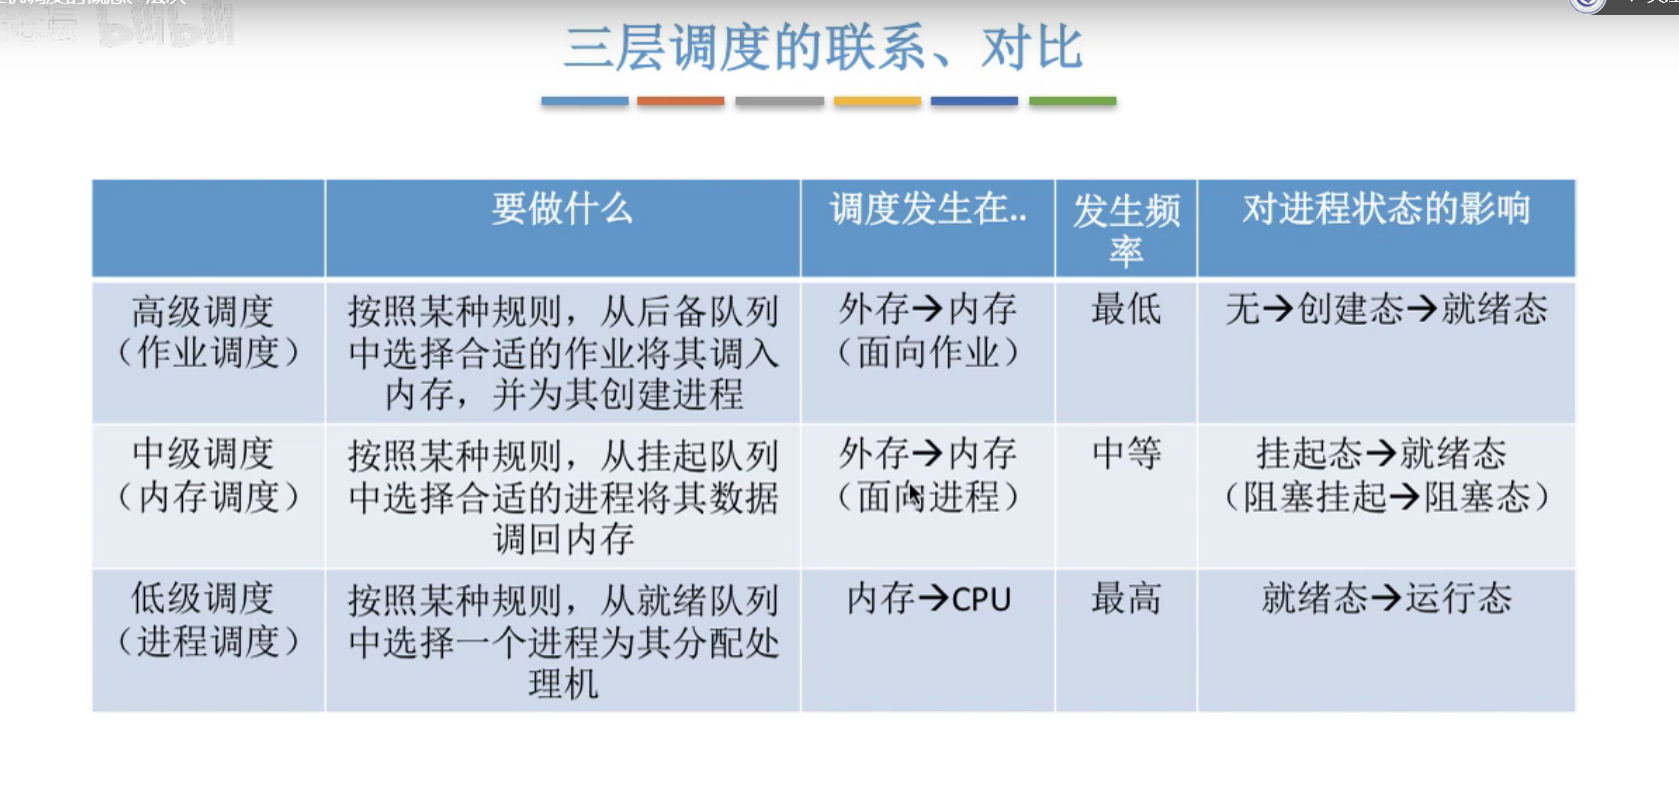 三层调度的联系、对比
要做什么
调度发生在..
发生频
率
对进程状态的影响
高级调度
（作业调度）
按照某种规则，从后备队列
中选择合适的作业将其调入
内存，并为其创建进程
外存→内存
（面向作业）
最低
无→创建态→就绪态
中级调度
（内存调度）
按照某种规则，从挂起队列
中选择合适的进程将其数据
调回内存
外存→内存
（面向进程）
中等
挂起态→就绪态
（阻塞挂起→阻塞态）
低级调度
（进程调度）
按照某种规则，从就绪队列
中选择一个进程为其分配处
理机
内存→CPU
最高
就绪态→运行态